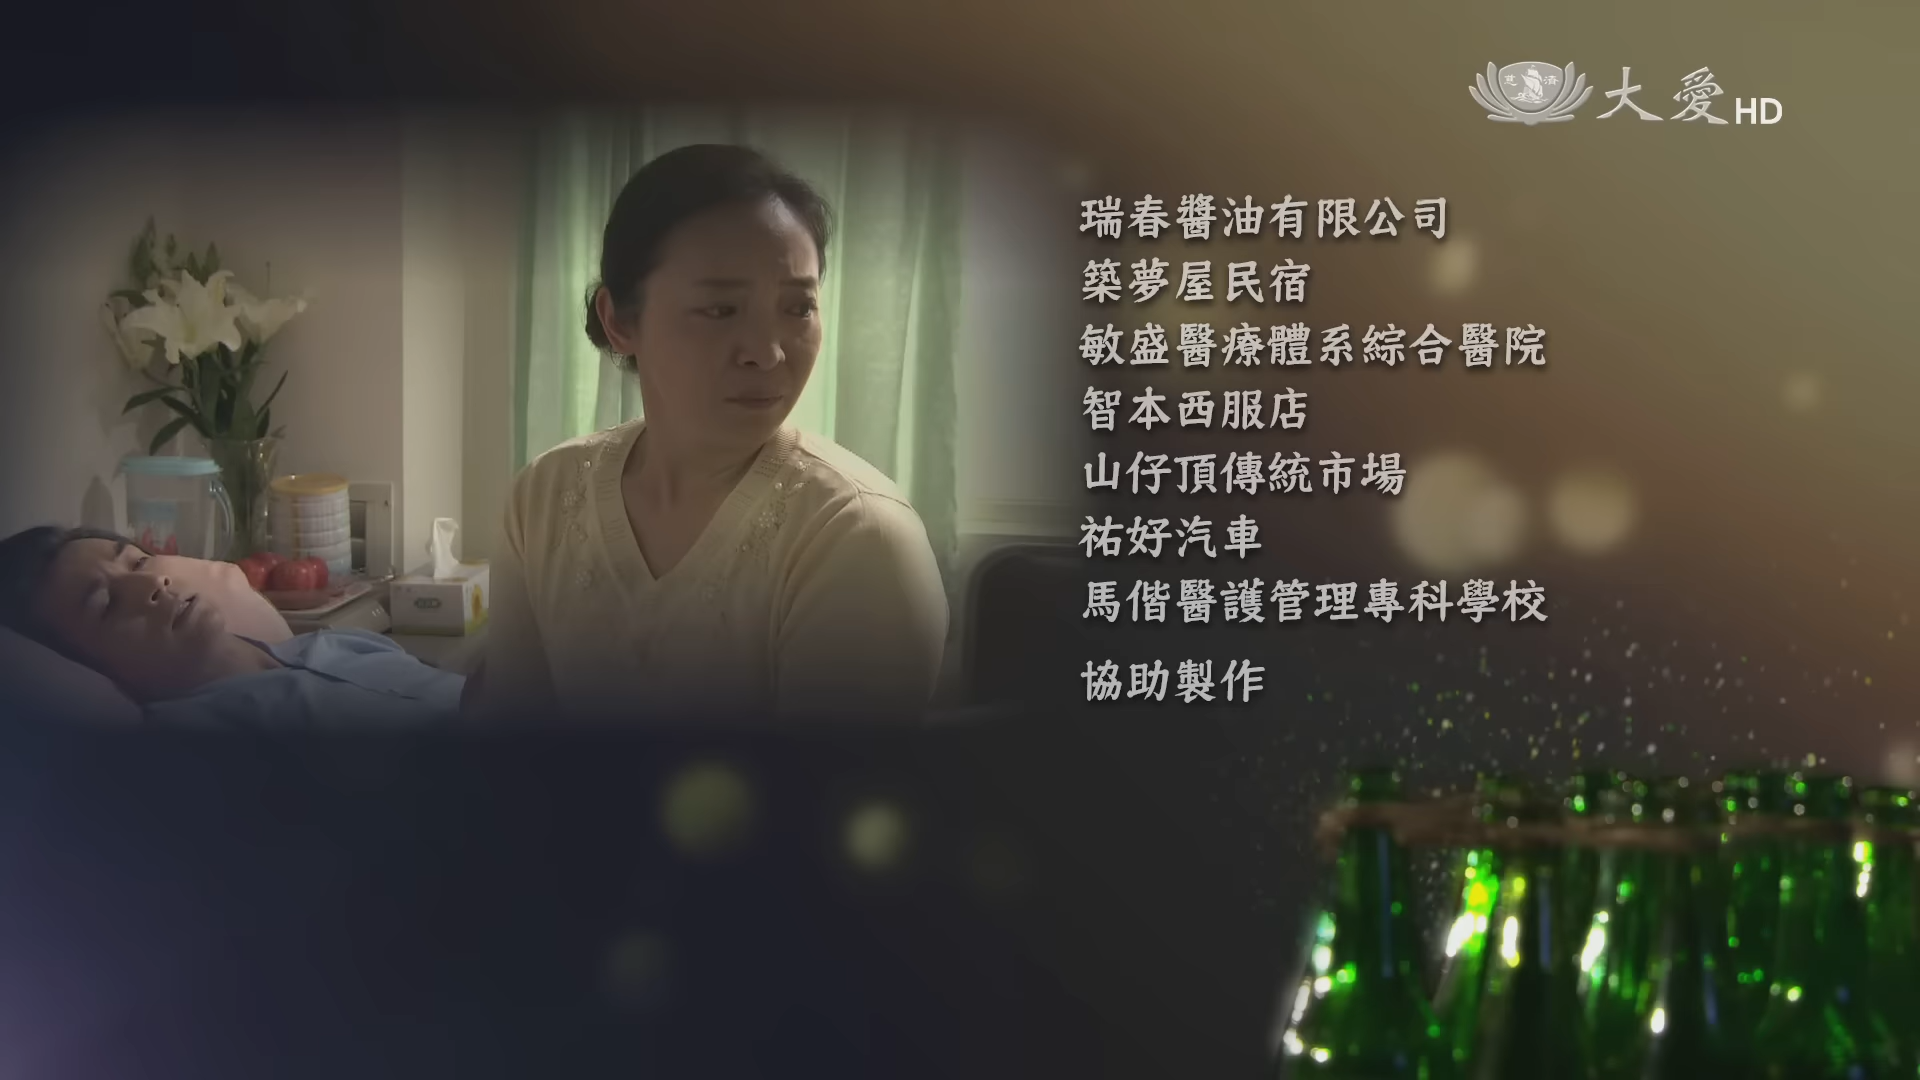 慈濟
大愛HD
瑞春醬油有限公司
築夢屋民宿
敏盛醫療體系綜合醫院
智本西服店
山仔頂傳統市場
祐好汽車
馬偕醫護管理專科學校
協助製作